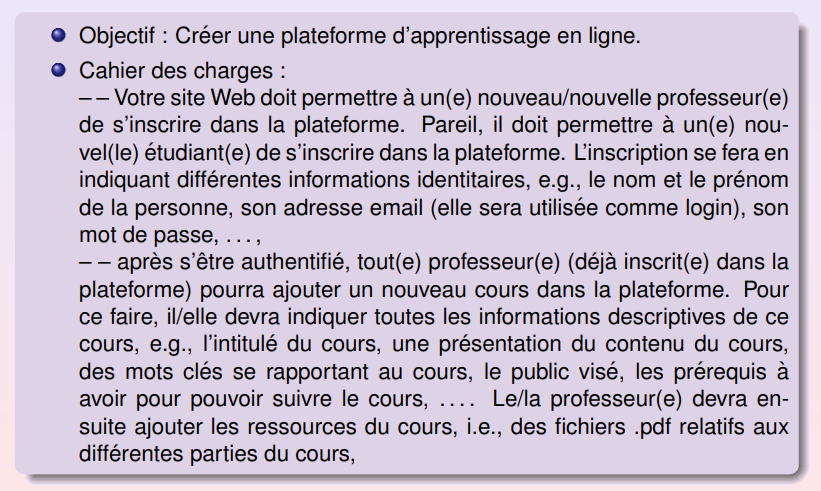 Objectif : Créer une plateforme d'apprentissage en ligne.
Cahier des charges :
– – Votre site Web doit permettre à un(e) nouveau/nouvelle professeur(e)
de s'inscrire dans la plateforme. Pareil, il doit permettre à un(e) nou-
vel(le) étudiant(e) de s'inscrire dans la plateforme. L'inscription se fera en
indiquant différentes informations identitaires, e.g., le nom et le prénom
de la personne, son adresse email (elle sera utilisée comme login), son
mot de passe, . . . ,
– – après s'être authentifié, tout(e) professeur(e) (déjà inscrit(e) dans la
plateforme) pourra ajouter un nouveau cours dans la plateforme. Pour
ce faire, il/elle devra indiquer toutes les informations descriptives de ce
cours, e.g., l'intitulé du cours, une présentation du contenu du cours,
des mots clés se rapportant au cours, le public visé, les prérequis à
avoir pour pouvoir suivre le cours, . . . . Le/la professeur(e) devra en-
suite ajouter les ressources du cours, i.e., des fichiers .pdf relatifs aux
différentes parties du cours,